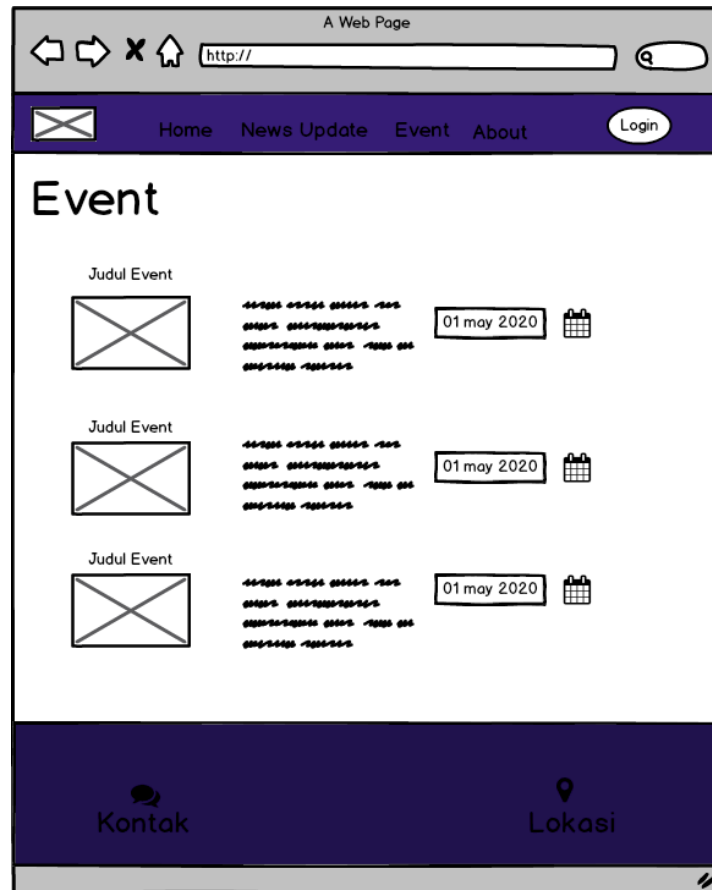 A Web Page
http://
Home News Update Event About Login
Event
Judul Event
01 may 2020
Judul Event
01 may 2020
Judul Event
01 may 2020
Kontak Lokasi